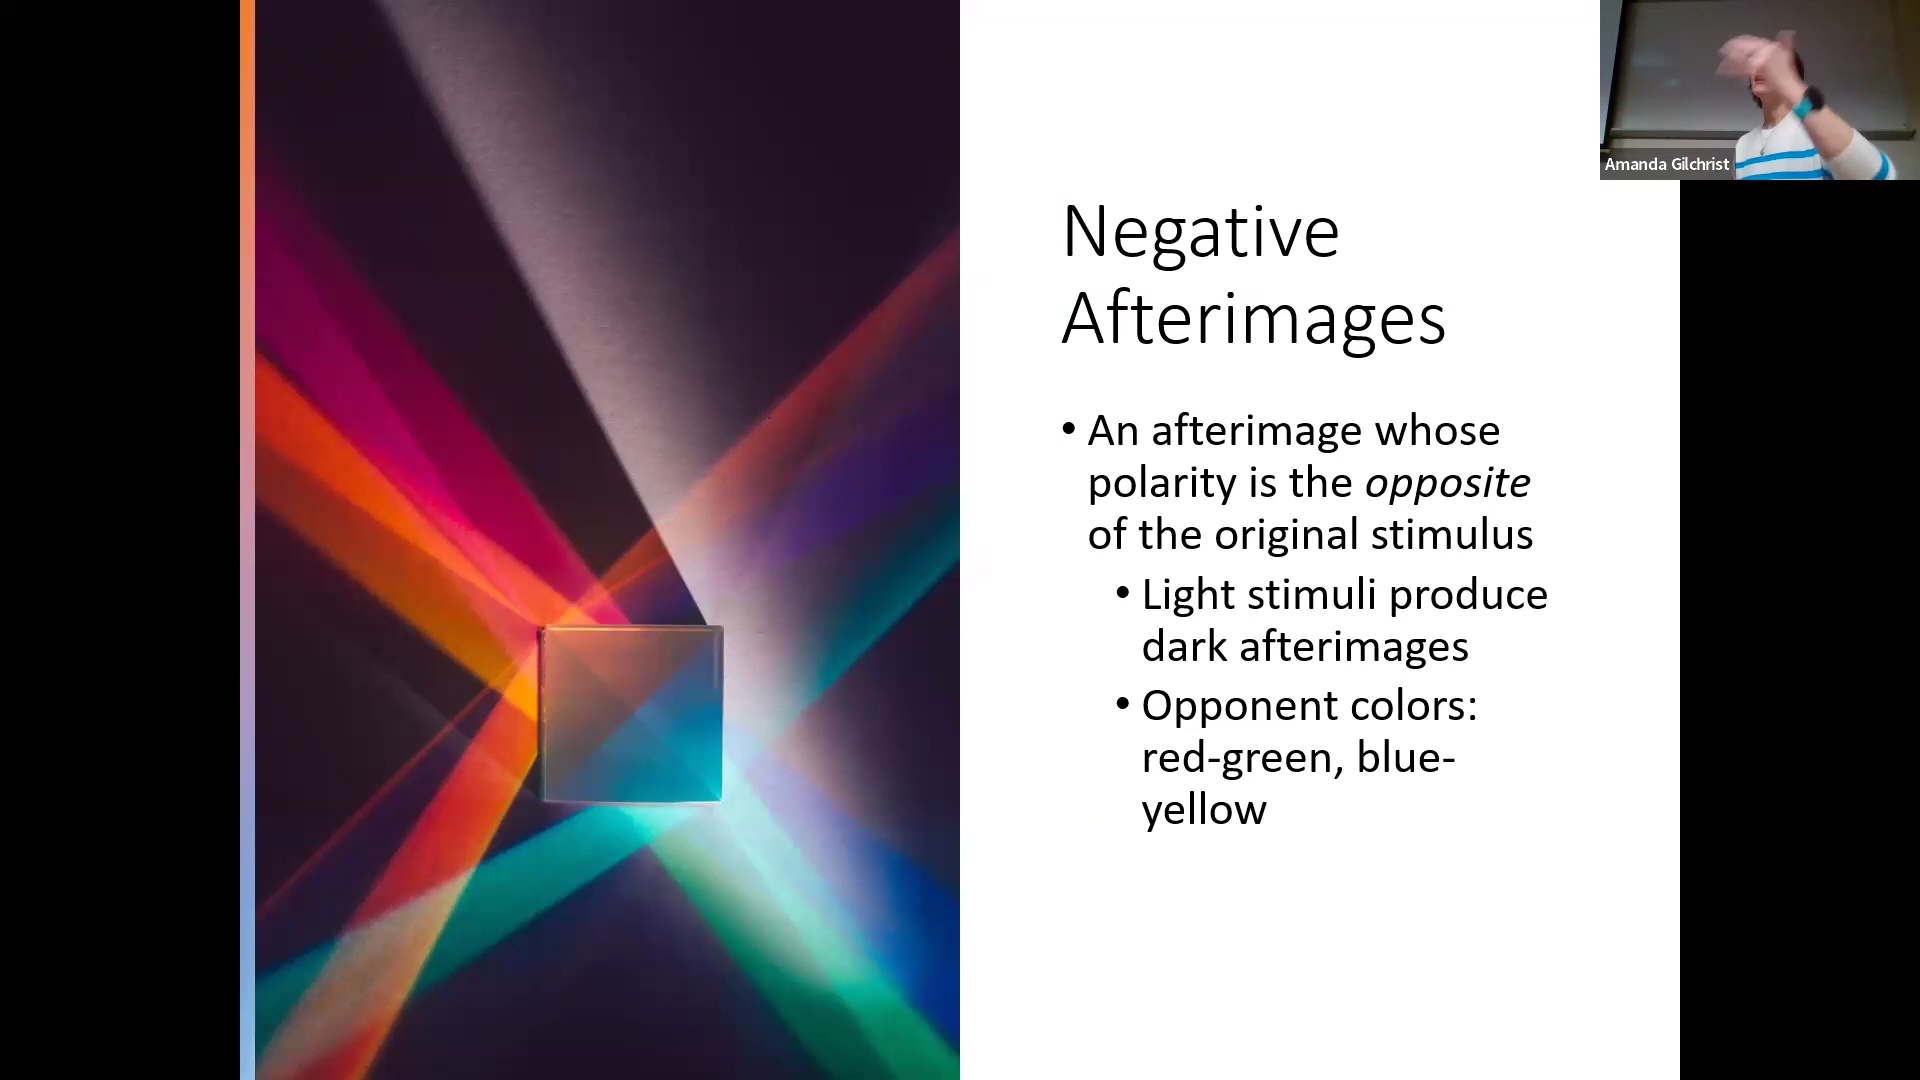 Amanda Gilchrist
Negative
Afterimages
• An afterimage whose
polarity is the opposite
of the original stimulus
• Light stimuli produce
dark afterimages
• Opponent colors:
red-green, blue-
yellow